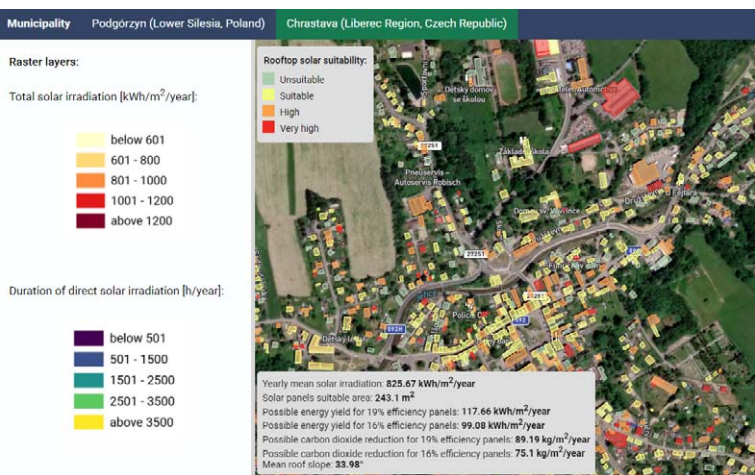 Municipality Podgórzyn (Lower Silesia, Poland) Chrastava (Liberec Region, Czech Republic)
Raster layers:
Total solar irradiation [kWh/m²/year]:
below 601
601 - 800
801 - 1000
1001 - 1200
above 1200
Duration of direct solar irradiation [h/year]:
below 501
501 - 1500
1501 - 2500
2501 - 3500
above 3500
Rooftop solar suitability:
Unsuitable
Suitable
High
Very high
Dětský domov
se školou
Základní škola
Pneuservis –
Autoservis Robisch
27251
27251
27251
592H
592
Yearly mean solar irradiation: 825.67 kWh/m²/year
Solar panels suitable area: 243.1 m²
Possible energy yield for 19% efficiency panels: 117.66 kWh/m²/year
Possible energy yield for 16% efficiency panels: 99.08 kWh/m²/year
Possible carbon dioxide reduction for 19% efficiency panels: 89.19 kg/m²/year
Possible carbon dioxide reduction for 16% efficiency panels: 75.1 kg/m²/year
Mean roof slope: 33.98°